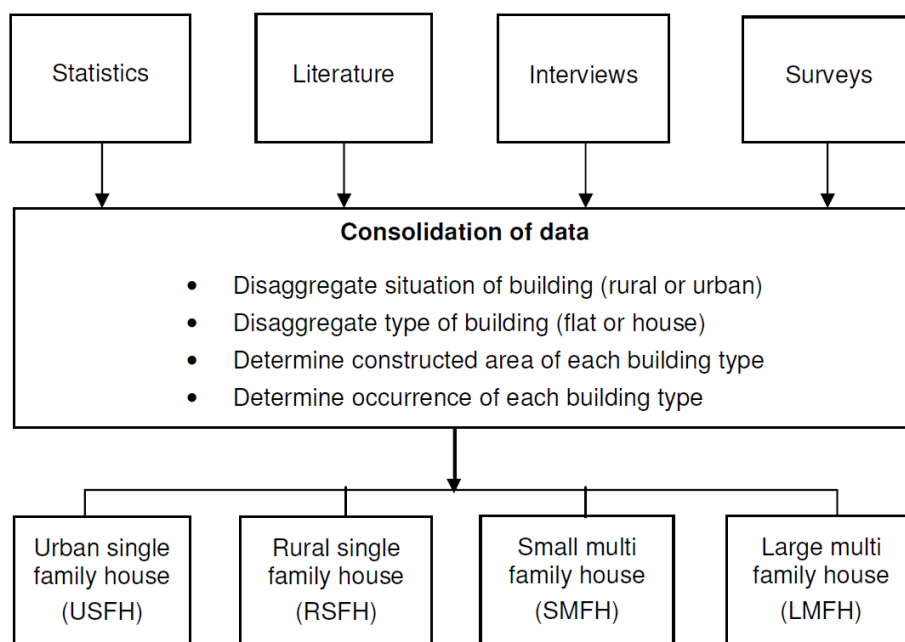 Statistics
Literature
Interviews
Surveys
Consolidation of data
• Disaggregate situation of building (rural or urban)
• Disaggregate type of building (flat or house)
• Determine constructed area of each building type
• Determine occurrence of each building type
Urban single
family house
(USFH)
Rural single
family house
(RSFH)
Small multi
family house
(SMFH)
Large multi
family house
(LMFH)